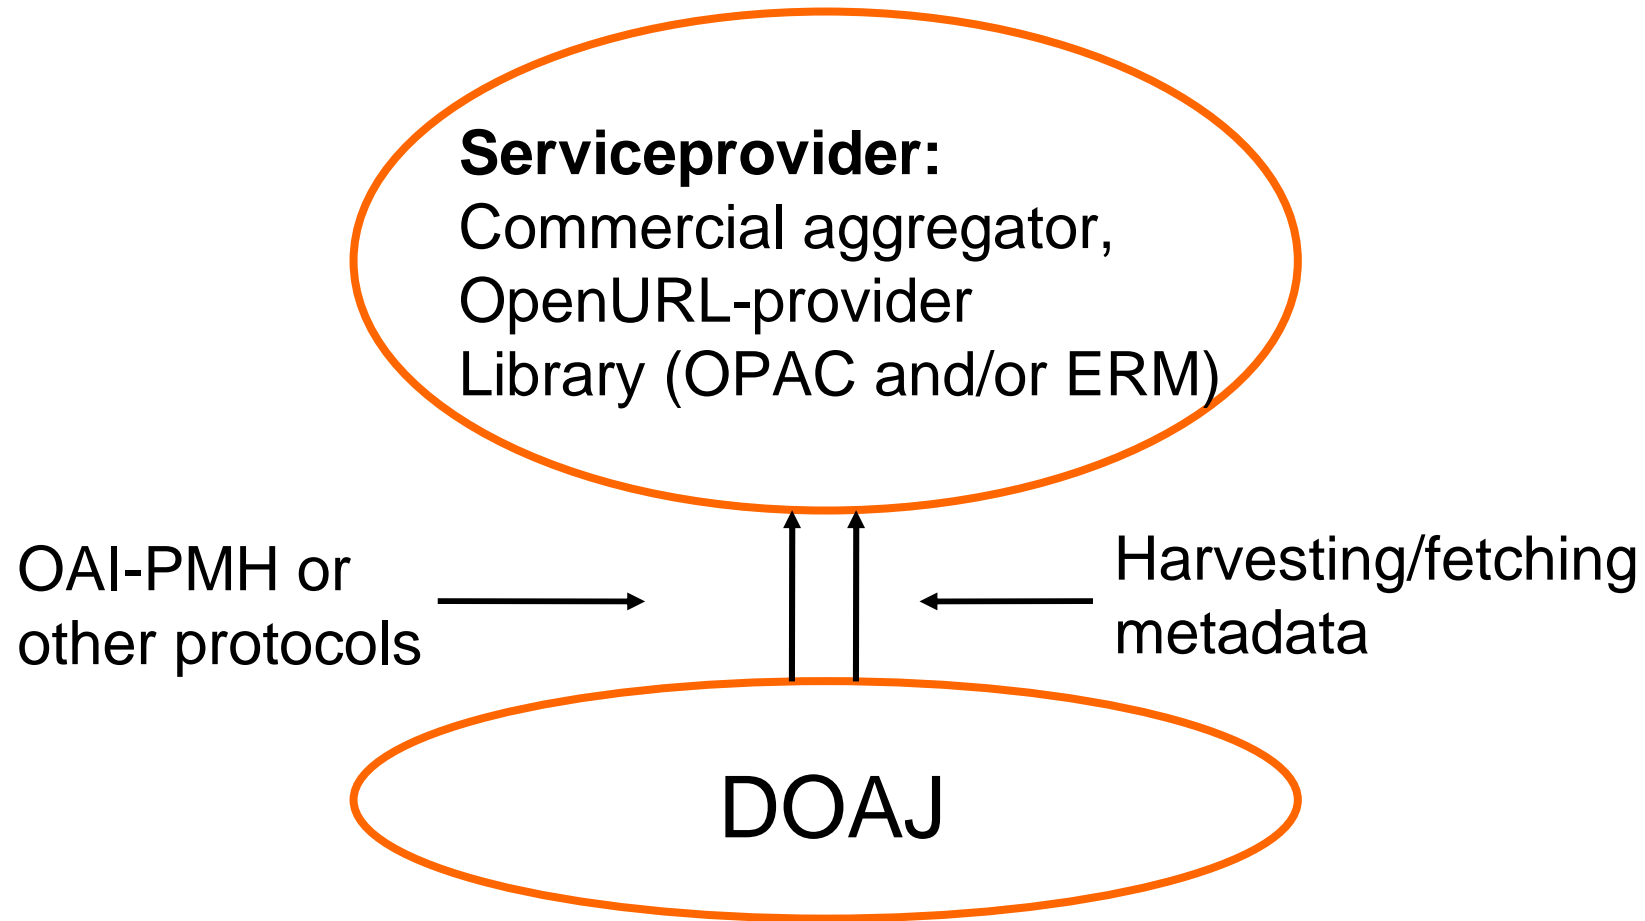 Serviceprovider:
Commercial aggregator,
OpenURL-provider
Library (OPAC and/or ERM)
OAI-PMH or
other protocols
Harvesting/fetching
metadata
DOAJ